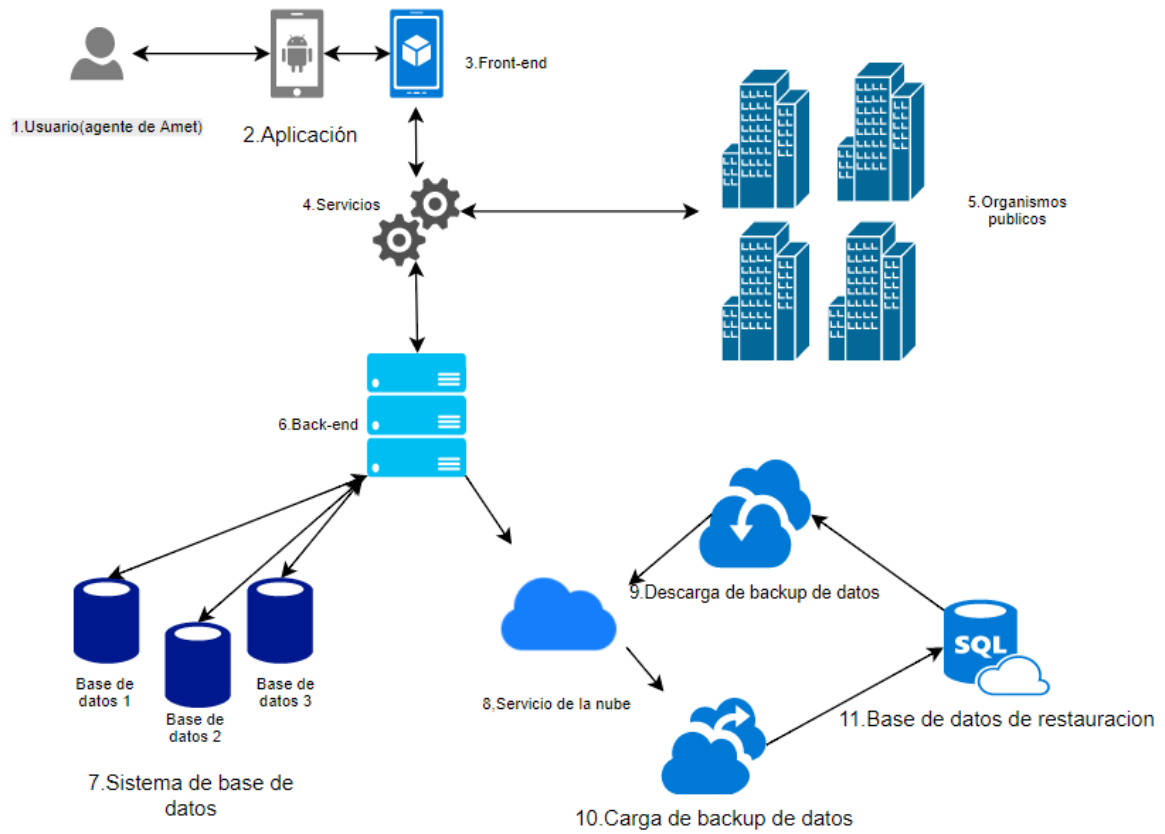 3.Front-end
1.Usuario(agente de Amet)
2.Aplicación
4.Servicios
5.Organismos
publicos
6.Back-end
9.Descarga de backup de datos
SQL
Base de
datos 1
Base de
datos 2
Base de
datos 3
8,Servicio de la nube
11.Base de datos de restauracion
7.Sistema de base de
datos
10.Carga de backup de datos